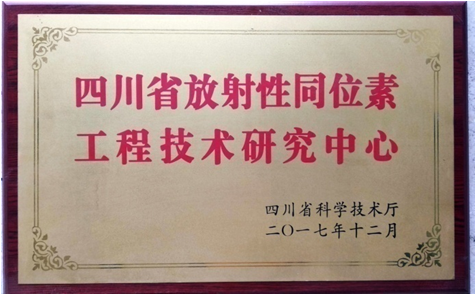 四川省放射性同位素
工程技术研究中心
四川省科学技术厅
二〇一七年十二月